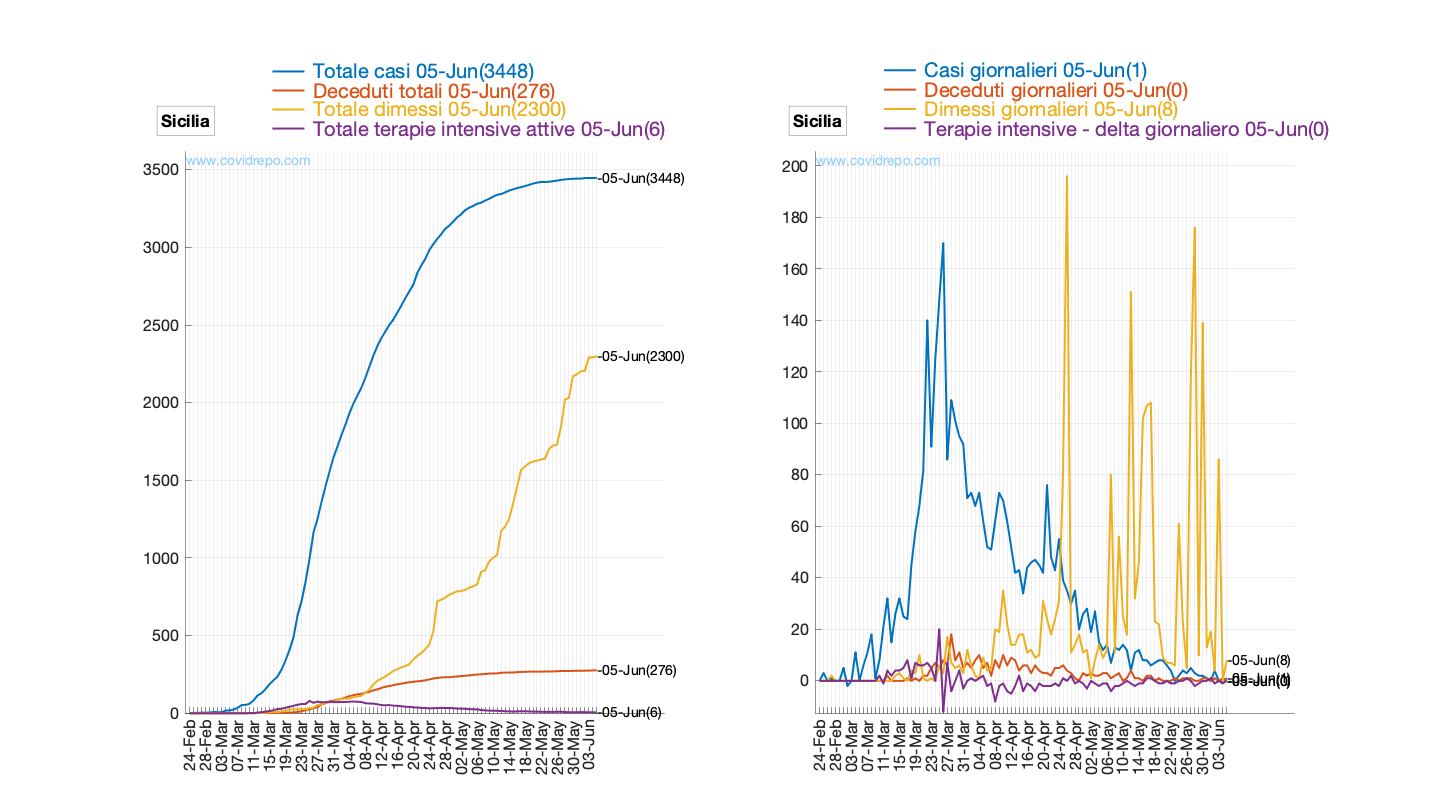 Totale casi 05-Jun(3448)
Deceduti totali 05-Jun(276)
Totale dimessi 05-Jun(2300)
Totale terapie intensive attive 05-Jun(6)
Sicilia
www.covidrepo.com
3500
3000
2500
2000
1500
1000
500
0
-05-Jun(3448)
-05-Jun(2300)
-05-Jun(276)
-05-Jun(6)
24-Feb
28-Feb
03-Mar
07-Mar
11-Mar
15-Mar
19-Mar
23-Mar
27-Mar
31-Mar
04-Apr
08-Apr
12-Apr
16-Apr
20-Apr
24-Apr
28-Apr
02-May
06-May
10-May
14-May
18-May
22-May
26-May
30-May
03-Jun
Casi giornalieri 05-Jun(1)
Deceduti giornalieri 05-Jun(0)
Dimessi giornalieri 05-Jun(8)
Terapie intensive - delta giornaliero 05-Jun(0)
Sicilia
www.covidrepo.com
200
180
160
140
120
100
80
60
40
20
0
-05-Jun(8)
24-Feb
28-Feb
03-Mar
07-Mar
11-Mar
15-Mar
19-Mar
23-Mar
27-Mar
31-Mar
04-Apr
08-Apr
12-Apr
16-Apr
20-Apr
24-Apr
28-Apr
02-May
06-May
10-May
14-May
18-May
22-May
26-May
30-May
03-Jun